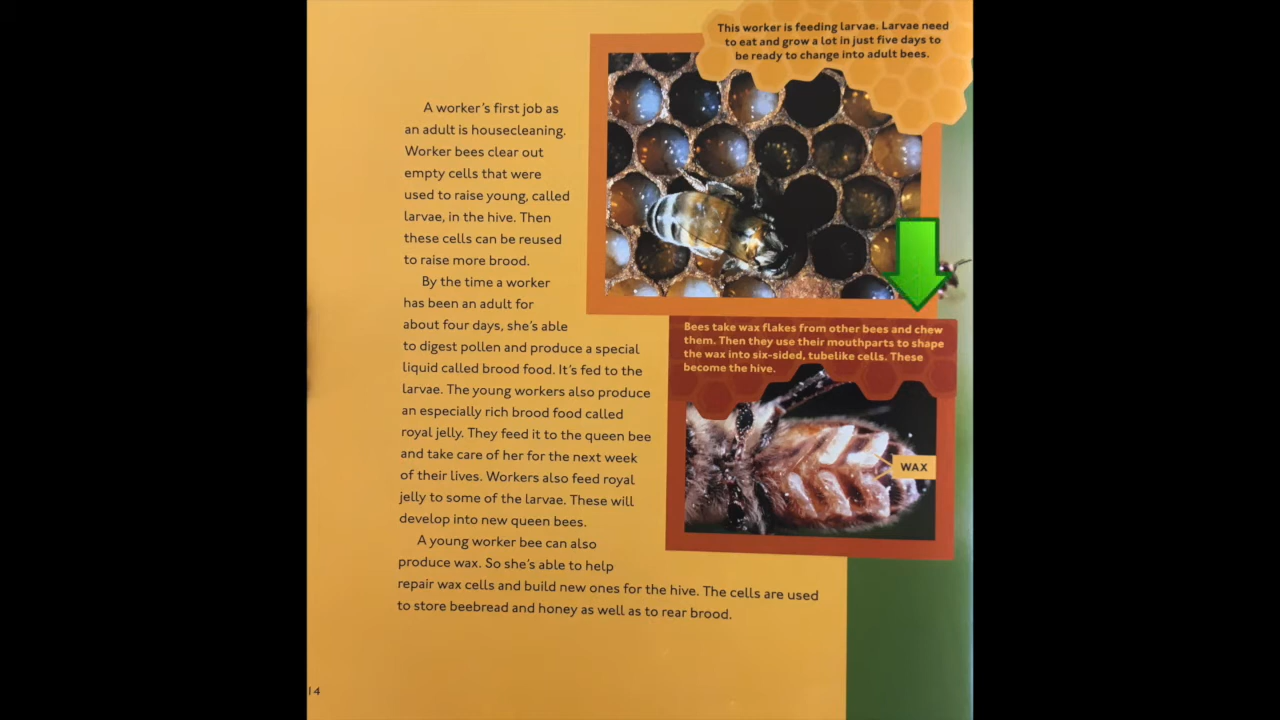 This worker is feeding larvae. Larvae need
to eat and grow a lot in just five days to
be ready to change into adult bees.
A worker's first job as
an adult is housecleaning.
Worker bees clear out
empty cells that were
used to raise young, called
larvae, in the hive. Then
these cells can be reused
to raise more brood.
By the time a worker
has been an adult for
about four days, she's able
to digest pollen and produce a special
liquid called brood food. It's fed to the
larvae. The young workers also produce
an especially rich brood food called
royal jelly. They feed it to the queen bee
and take care of her for the next week
of their lives. Workers also feed royal
jelly to some of the larvae. These will
develop into new queen bees.
A young worker bee can also
produce wax. So she's able to help
repair wax cells and build new ones for the hive. The cells are used
to store beebread and honey as well as to rear brood.
Bees take wax flakes from other bees and chew
them. Then they use their mouthparts to shape
the wax into six-sided, tubelike cells. These
become the hive.
WAX
14